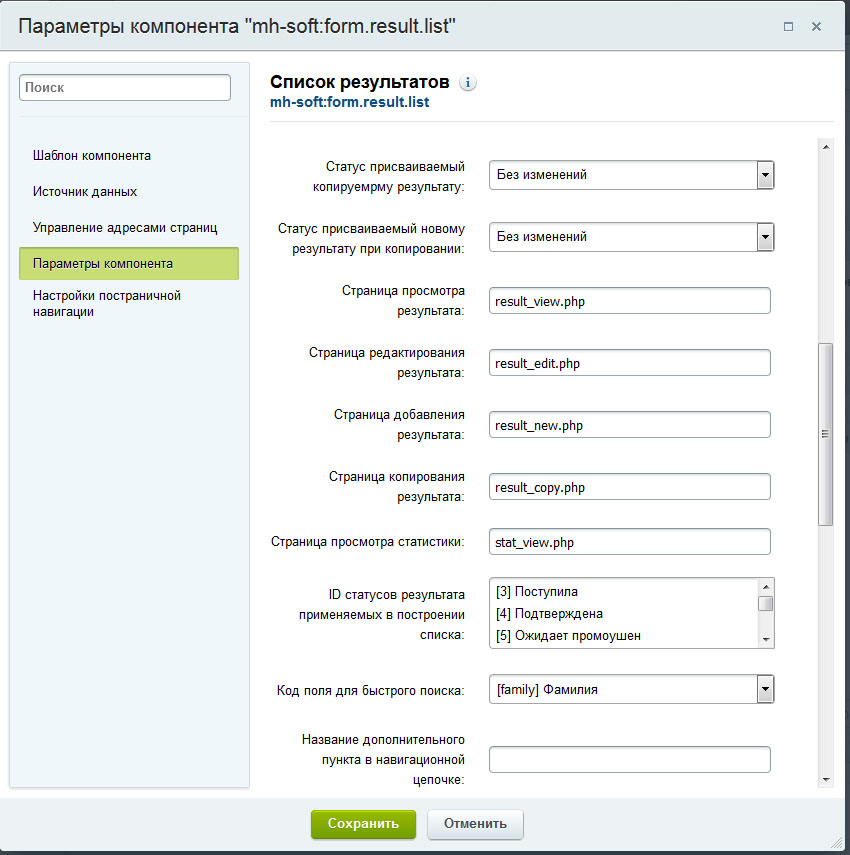 Параметры компонента "mh-soft:form.result.list"
Поиск
Шаблон компонента
Источник данных
Управление адресами страниц
Параметры компонента
Настройки постраничной
навигации
Список результатов
mh-soft:form.result.list
Статус присваиваемый
копируемрму результату:
Без изменений
Статус присваиваемый новому
результату при копировании:
Без изменений
Страница просмотра
результата:
result_view.php
Страница редактирования
результата:
result_edit.php
Страница добавления
результата:
result_new.php
Страница копирования
результата:
result_copy.php
Страница просмотра статистики:
stat_view.php
ID статусов результата
применяемых в построении
списка:
[3] Поступила
[4] Подтверждена
[5] Ожидает промоушен
Код поля для быстрого поиска:
[family] Фамилия
Название дополнительного
пункта в навигационной
цепочке:
Сохранить
Отменить